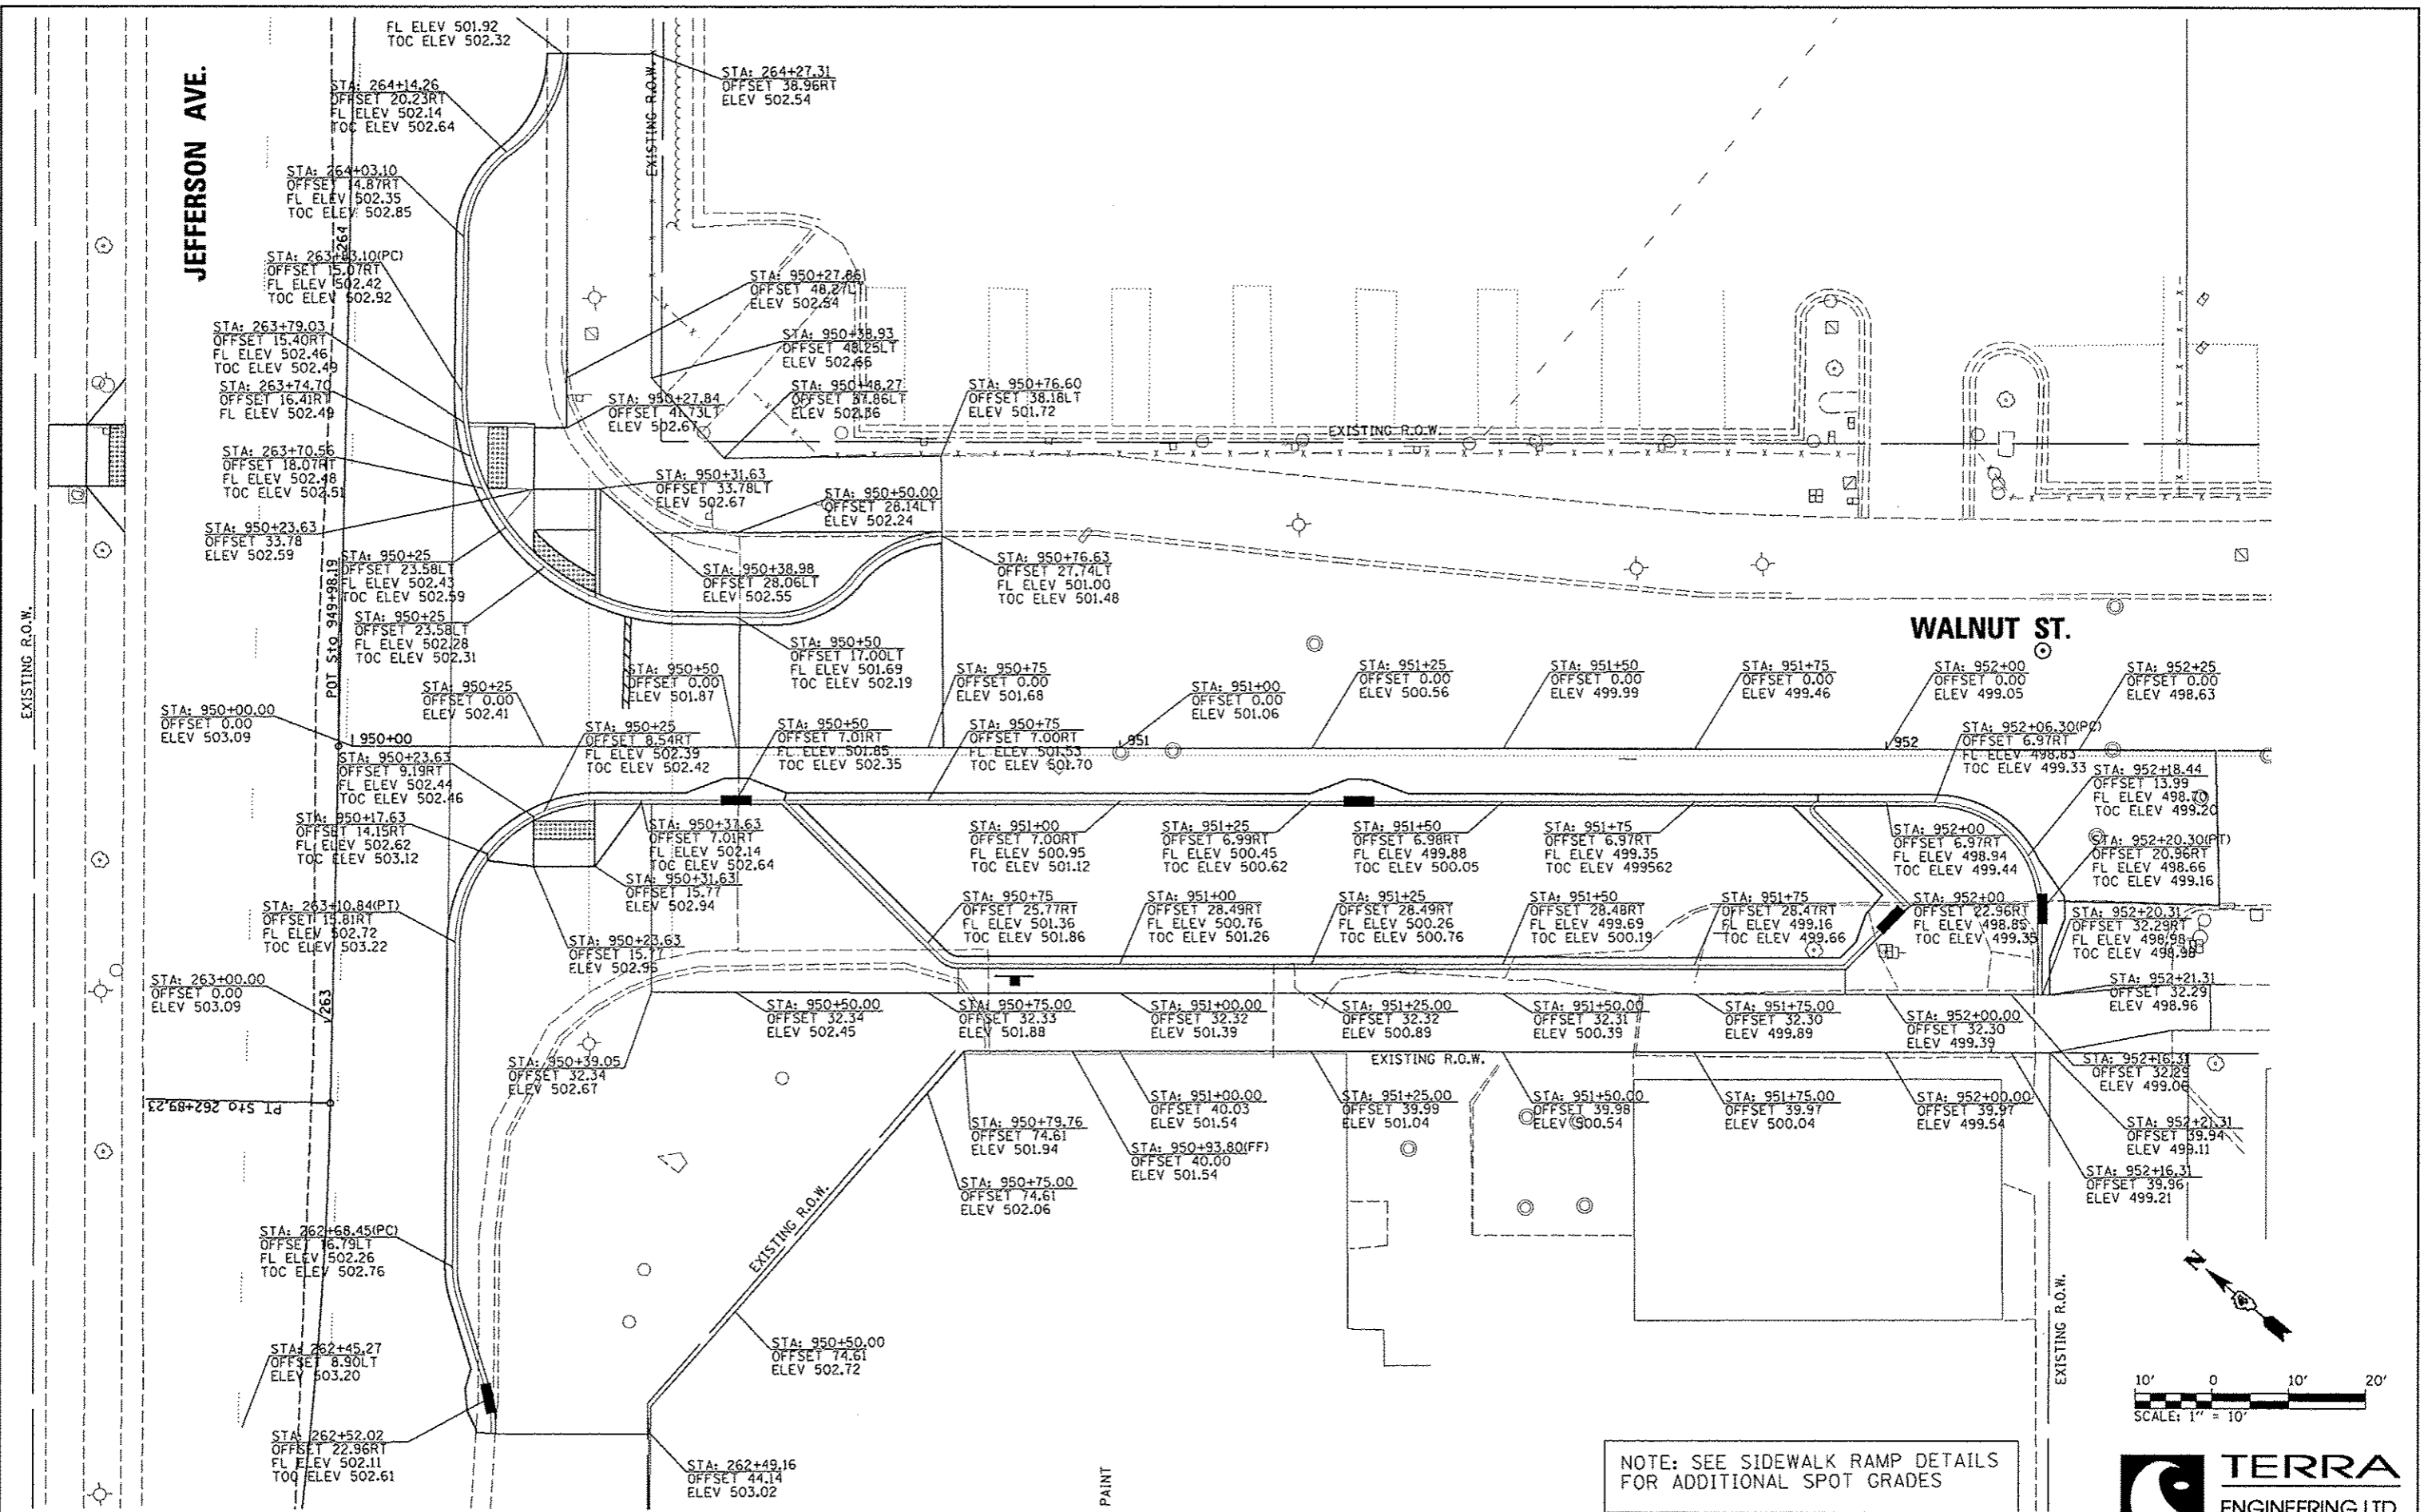 FL ELEV 501.92
TOC ELEV 502.32
JEFFERSON AVE.
STA: 264+14.26
OFFSET 20.23RT
FL ELEV 502.14
TOC ELEV 502.64
EXISTING R.O.W.
STA: 264+27.31
OFFSET 38.96RT
ELEV 502.54
STA: 264+03.10
OFFSET 14.87RT
FL ELEV 502.35
TOC ELEV 502.85
264
STA: 263+83.10(PC)
OFFSET 15.07RT
FL ELEV 502.42
TOC ELEV 502.92
STA: 950+27.86
OFFSET 48.27LT
ELEV 502.54
STA: 263+79.03
OFFSET 15.40RT
FL ELEV 502.46
TOC ELEV 502.49
STA: 950+38.93
OFFSET 48.25LT
ELEV 502.66
STA: 263+74.70
OFFSET 16.41RT
FL ELEV 502.49
STA: 950+27.84
OFFSET 41.73LT
ELEV 502.67
STA: 950+48.27
OFFSET 37.86LT
ELEV 502.36
STA: 950+76.60
OFFSET 38.18LT
ELEV 501.72
EXISTING R.O.W.
STA: 263+70.56
OFFSET 18.07RT
FL ELEV 502.48
TOC ELEV 502.51
STA: 950+31.63
OFFSET 33.78LT
ELEV 502.67
STA: 950+50.00
OFFSET 28.14LT
ELEV 502.24
STA: 950+23.63
OFFSET 33.78
ELEV 502.59
STA: 950+25
OFFSET 23.58LT
FL ELEV 502.43
TOC ELEV 502.59
STA: 950+38.98
OFFSET 28.06LT
ELEV 502.55
STA: 950+76.63
OFFSET 27.74LT
FL ELEV 501.00
TOC ELEV 501.48
POT Sta 949+98.19
EXISTING R.O.W.
STA: 950+25
OFFSET 23.58LT
FL ELEV 502.28
TOC ELEV 502.31
WALNUT ST.
STA: 950+50
OFFSET 17.00LT
FL ELEV 501.69
TOC ELEV 502.19
STA: 950+00.00
OFFSET 0.00
ELEV 503.09
STA: 950+25
OFFSET 0.00
ELEV 502.41
STA: 950+50
OFFSET 0.00
ELEV 501.87
STA: 950+75
OFFSET 0.00
ELEV 501.68
STA: 951+00
OFFSET 0.00
ELEV 501.06
STA: 951+25
OFFSET 0.00
ELEV 500.56
STA: 951+50
OFFSET 0.00
ELEV 499.99
STA: 951+75
OFFSET 0.00
ELEV 499.46
STA: 952+00
OFFSET 0.00
ELEV 499.05
STA: 952+25
OFFSET 0.00
ELEV 498.63
950+00
951
952
STA: 950+23.63
OFFSET 9.19RT
FL ELEV 502.44
TOC ELEV 502.46
STA: 950+25
OFFSET 8.54RT
FL ELEV 502.39
TOC ELEV 502.42
STA: 950+50
OFFSET 7.01RT
FL ELEV 501.85
TOC ELEV 502.35
STA: 950+75
OFFSET 7.00RT
FL ELEV 501.53
TOC ELEV 501.70
STA: 952+06.30(PC)
OFFSET 6.97RT
FL ELEV 498.83
TOC ELEV 499.33
STA: 952+18.44
OFFSET 13.99
FL ELEV 498.70
TOC ELEV 499.20
STA: 950+17.63
OFFSET 14.15RT
FL ELEV 502.62
TOC ELEV 503.12
STA: 950+37.63
OFFSET 7.01RT
FL ELEV 502.14
TOC ELEV 502.64
STA: 951+00
OFFSET 7.00RT
FL ELEV 500.95
TOC ELEV 501.12
STA: 951+25
OFFSET 6.99RT
FL ELEV 500.45
TOC ELEV 500.62
STA: 951+50
OFFSET 6.98RT
FL ELEV 499.88
TOC ELEV 500.05
STA: 951+75
OFFSET 6.97RT
FL ELEV 499.35
TOC ELEV 499562
STA: 952+00
OFFSET 6.97RT
FL ELEV 498.94
TOC ELEV 499.44
STA: 952+20.30(PT)
OFFSET 20.96RT
FL ELEV 498.66
TOC ELEV 499.16
STA: 950+31.63
OFFSET 15.77
ELEV 502.94
STA: 263+10.84(PT)
OFFSET 15.81RT
FL ELEV 502.72
TOC ELEV 503.22
STA: 950+23.63
OFFSET 15.77
ELEV 502.96
STA: 950+75
OFFSET 25.77RT
FL ELEV 501.36
TOC ELEV 501.86
STA: 951+00
OFFSET 28.49RT
FL ELEV 500.76
TOC ELEV 501.26
STA: 951+25
OFFSET 28.49RT
FL ELEV 500.26
TOC ELEV 500.76
STA: 951+50
OFFSET 28.48RT
FL ELEV 499.69
TOC ELEV 500.19
STA: 951+75
OFFSET 28.47RT
FL ELEV 499.16
TOC ELEV 499.66
STA: 952+00
OFFSET 22.96RT
FL ELEV 498.85
TOC ELEV 499.35
STA: 952+20.31
OFFSET 32.29RT
FL ELEV 498.98
TOC ELEV 498.98
STA: 263+00.00
OFFSET 0.00
ELEV 503.09
263
STA: 952+21.31
OFFSET 32.29
ELEV 498.96
STA: 950+50.00
OFFSET 32.34
ELEV 502.45
STA: 950+75.00
OFFSET 32.33
ELEV 501.88
STA: 951+00.00
OFFSET 32.32
ELEV 501.39
STA: 951+25.00
OFFSET 32.32
ELEV 500.89
STA: 951+50.00
OFFSET 32.31
ELEV 500.39
STA: 951+75.00
OFFSET 32.30
ELEV 499.89
STA: 952+00.00
OFFSET 32.30
ELEV 499.39
STA: 950+39.05
OFFSET 32.34
ELEV 502.67
EXISTING R.O.W.
STA: 952+16.31
OFFSET 32.29
ELEV 499.06
PT Sta 262+89.23
STA: 950+79.76
OFFSET 74.61
ELEV 501.94
STA: 951+00.00
OFFSET 40.03
ELEV 501.54
STA: 951+25.00
OFFSET 39.99
ELEV 501.04
STA: 951+50.00
OFFSET 39.98
ELEV 500.54
STA: 951+75.00
OFFSET 39.97
ELEV 500.04
STA: 952+00.00
OFFSET 39.97
ELEV 499.54
STA: 952+21.31
OFFSET 39.94
ELEV 499.11
STA: 950+93.80(FF)
OFFSET 40.00
ELEV 501.54
STA: 950+75.00
OFFSET 74.61
ELEV 502.06
STA: 952+16.31
OFFSET 39.96
ELEV 499.21
EXISTING R.O.W.
STA: 262+68.45(PC)
OFFSET 16.79LT
FL ELEV 502.26
TOC ELEV 502.76
N
EXISTING R.O.W.
STA: 262+45.27
OFFSET 8.90LT
ELEV 503.20
STA: 950+50.00
OFFSET 74.61
ELEV 502.72
10' 0 10' 20'
SCALE: 1" = 10'
STA: 262+52.02
OFFSET 22.96RT
FL ELEV 502.11
TOC ELEV 502.61
STA: 262+49.16
OFFSET 44.14
ELEV 503.02
PAINT
NOTE: SEE SIDEWALK RAMP DETAILS
FOR ADDITIONAL SPOT GRADES
TERRA
ENGINEERING LTD.